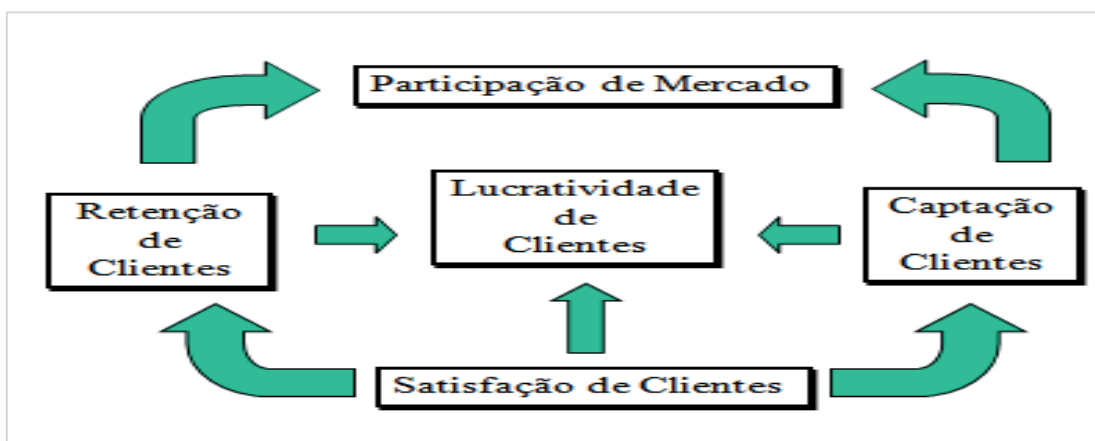 Participação de Mercado
Retenção
de
Clientes
Lucratividade
de
Clientes
Captação
de
Clientes
Satisfação de Clientes